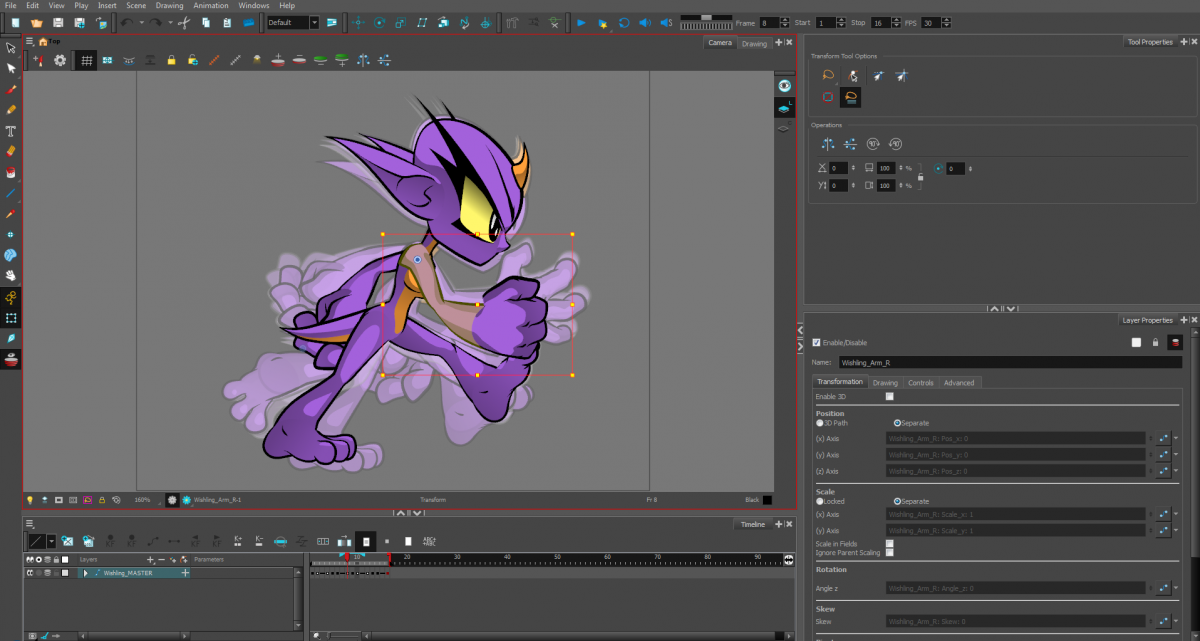 File Edit View Play Insert Scene Drawing Animation Windows Help
Default Frame 8 Start 1 Stop 16 FPS 30
Top Camera Drawing Tool Properties
Transform Tool Options
Operations
90° 90°
X 0 100 % 0
Y 0 100 %
Layer Properties
Enable/Disable
Name: Wishling_Arm_R
Transformation Drawing Controls Advanced
Enable 3D
Position
3D Path Separate
(x) Axis Wishling_Arm_R: Pos_x: 0
(y) Axis Wishling_Arm_R: Pos_y: 0
(z) Axis Wishling_Arm_R: Pos_z: 0
Scale
Locked Separate
(x) Axis Wishling_Arm_R: Scale_x: 1
(y) Axis Wishling_Arm_R: Scale_y: 1
Scale in Fields
Ignore Parent Scaling
Rotation
Angle z Wishling_Arm_R: Angle_z: 0
Skew
Skew Wishling_Arm_R: Skew: 0
160% Wishling_Arm_R-1 Transform Fr 8 Black
Timeline
Layers Parameters
10 20 30 40 50 60 70 80 90
Wishling_MASTER